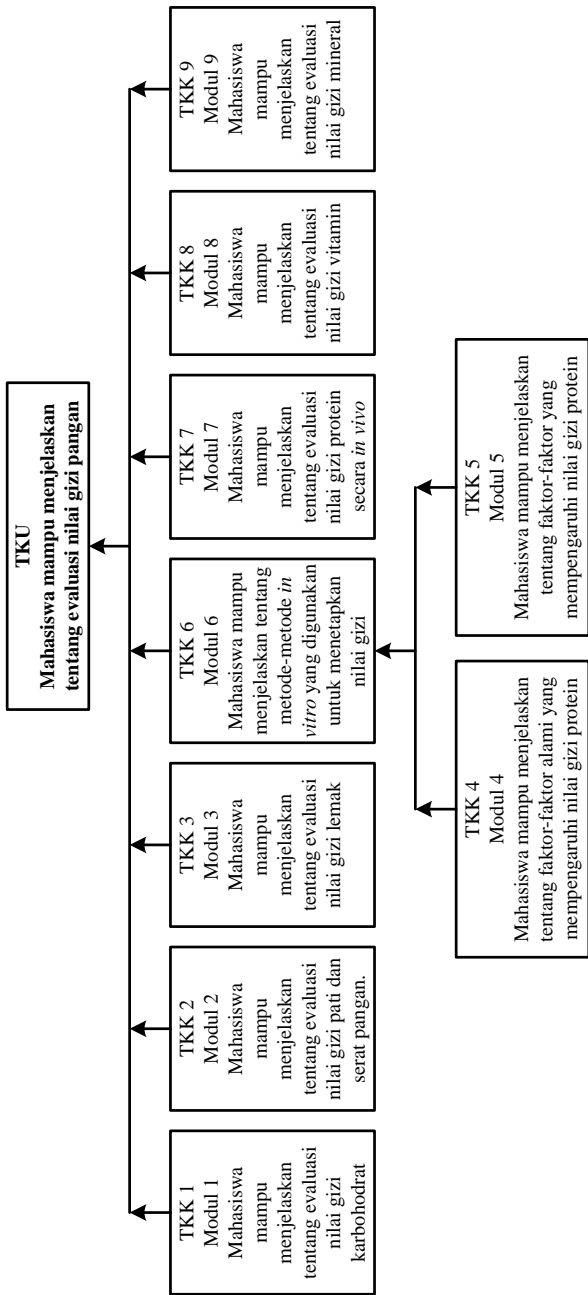 TKU
Mahasiswa mampu menjelaskan
tentang evaluasi nilai gizi pangan
TKK 1
Modul 1
Mahasiswa
mampu
menjelaskan
tentang evaluasi
nilai gizi
karbohodrat
TKK 2
Modul 2
Mahasiswa
mampu
menjelaskan
tentang evaluasi
nilai gizi pati dan
serat pangan.
TKK 3
Modul 3
Mahasiswa
mampu
menjelaskan
tentang evaluasi
nilai gizi lemak
TKK 6
Modul 6
Mahasiswa mampu
menjelaskan tentang
metode-metode in
vitro yang digunakan
untuk menetapkan
nilai gizi
TKK 7
Modul 7
Mahasiswa
mampu
menjelaskan
tentang evaluasi
nilai gizi protein
secara in vivo
TKK 8
Modul 8
Mahasiswa
mampu
menjelaskan
tentang evaluasi
nilai gizi vitamin
TKK 9
Modul 9
Mahasiswa
mampu
menjelaskan
tentang evaluasi
nilai gizi mineral
TKK 4
Modul 4
Mahasiswa mampu menjelaskan
tentang faktor-faktor alami yang
mempengaruhi nilai gizi protein
TKK 5
Modul 5
Mahasiswa mampu menjelaskan
tentang faktor-faktor yang
mempengaruhi nilai gizi protein